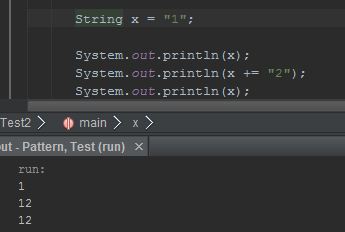 String x = "1";
System.out.println(x);
System.out.println(x += "2");
System.out.println(x);
Test2 main x
ut - Pattern, Test (run) ×
run:
1
12
12